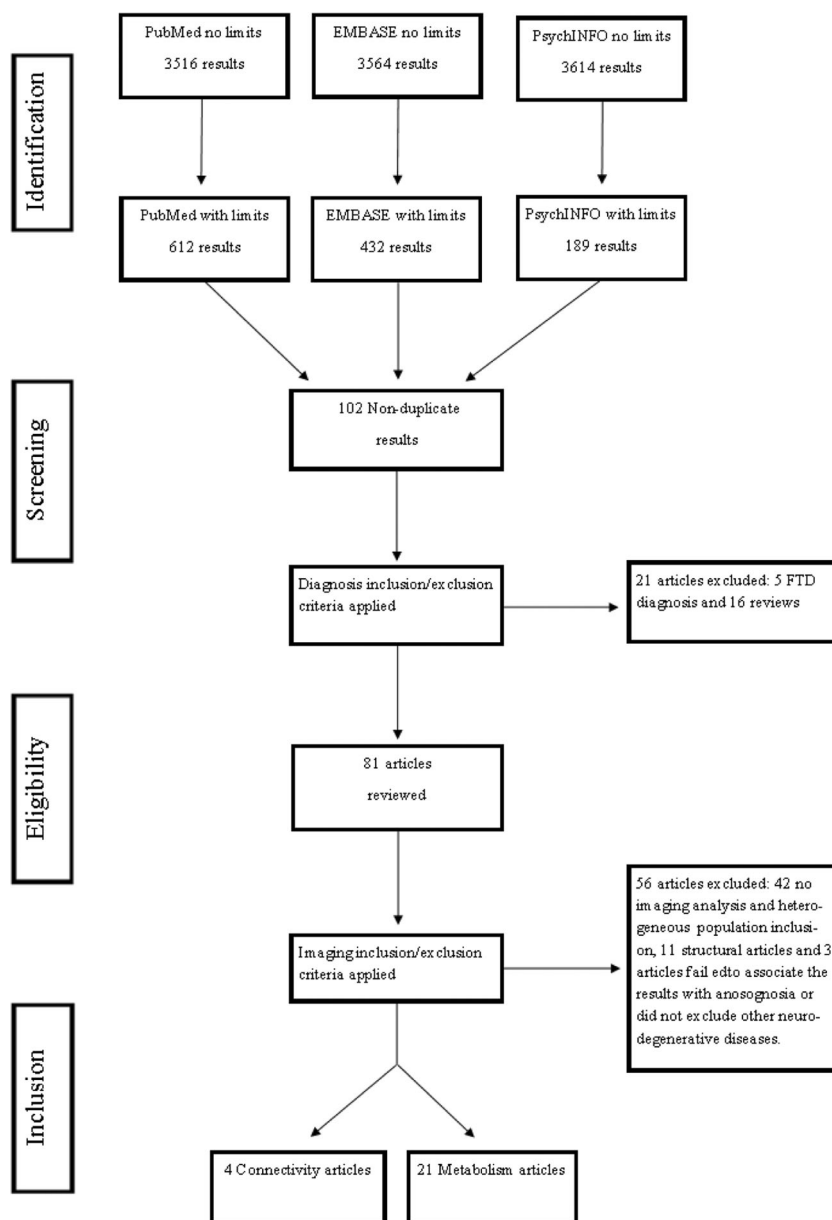 Identification
PubMed no limits
3516 results
EMBASE no limits
3564 results
PsychINFO no limits
3614 results
PubMed with limits
612 results
EMBASE with limits
432 results
PsychINFO with limits
189 results
Screening
102 Non-duplicate
results
Diagnosis inclusion/exclusion
criteria applied
21 articles excluded: 5 FTD
diagnosis and 16 reviews
Eligibility
81 articles
reviewed
Imaging inclusion/exclusion
criteria applied
56 articles excluded: 42 no
imaging analysis and hetero-
geneous population inclusi-
on, 11 structural articles and 3
articles fail edto associate the
results with anosognosia or
did not exclude other neuro-
degenerative diseases.
Inclusion
4 Connectivity articles
21 Metabolism articles